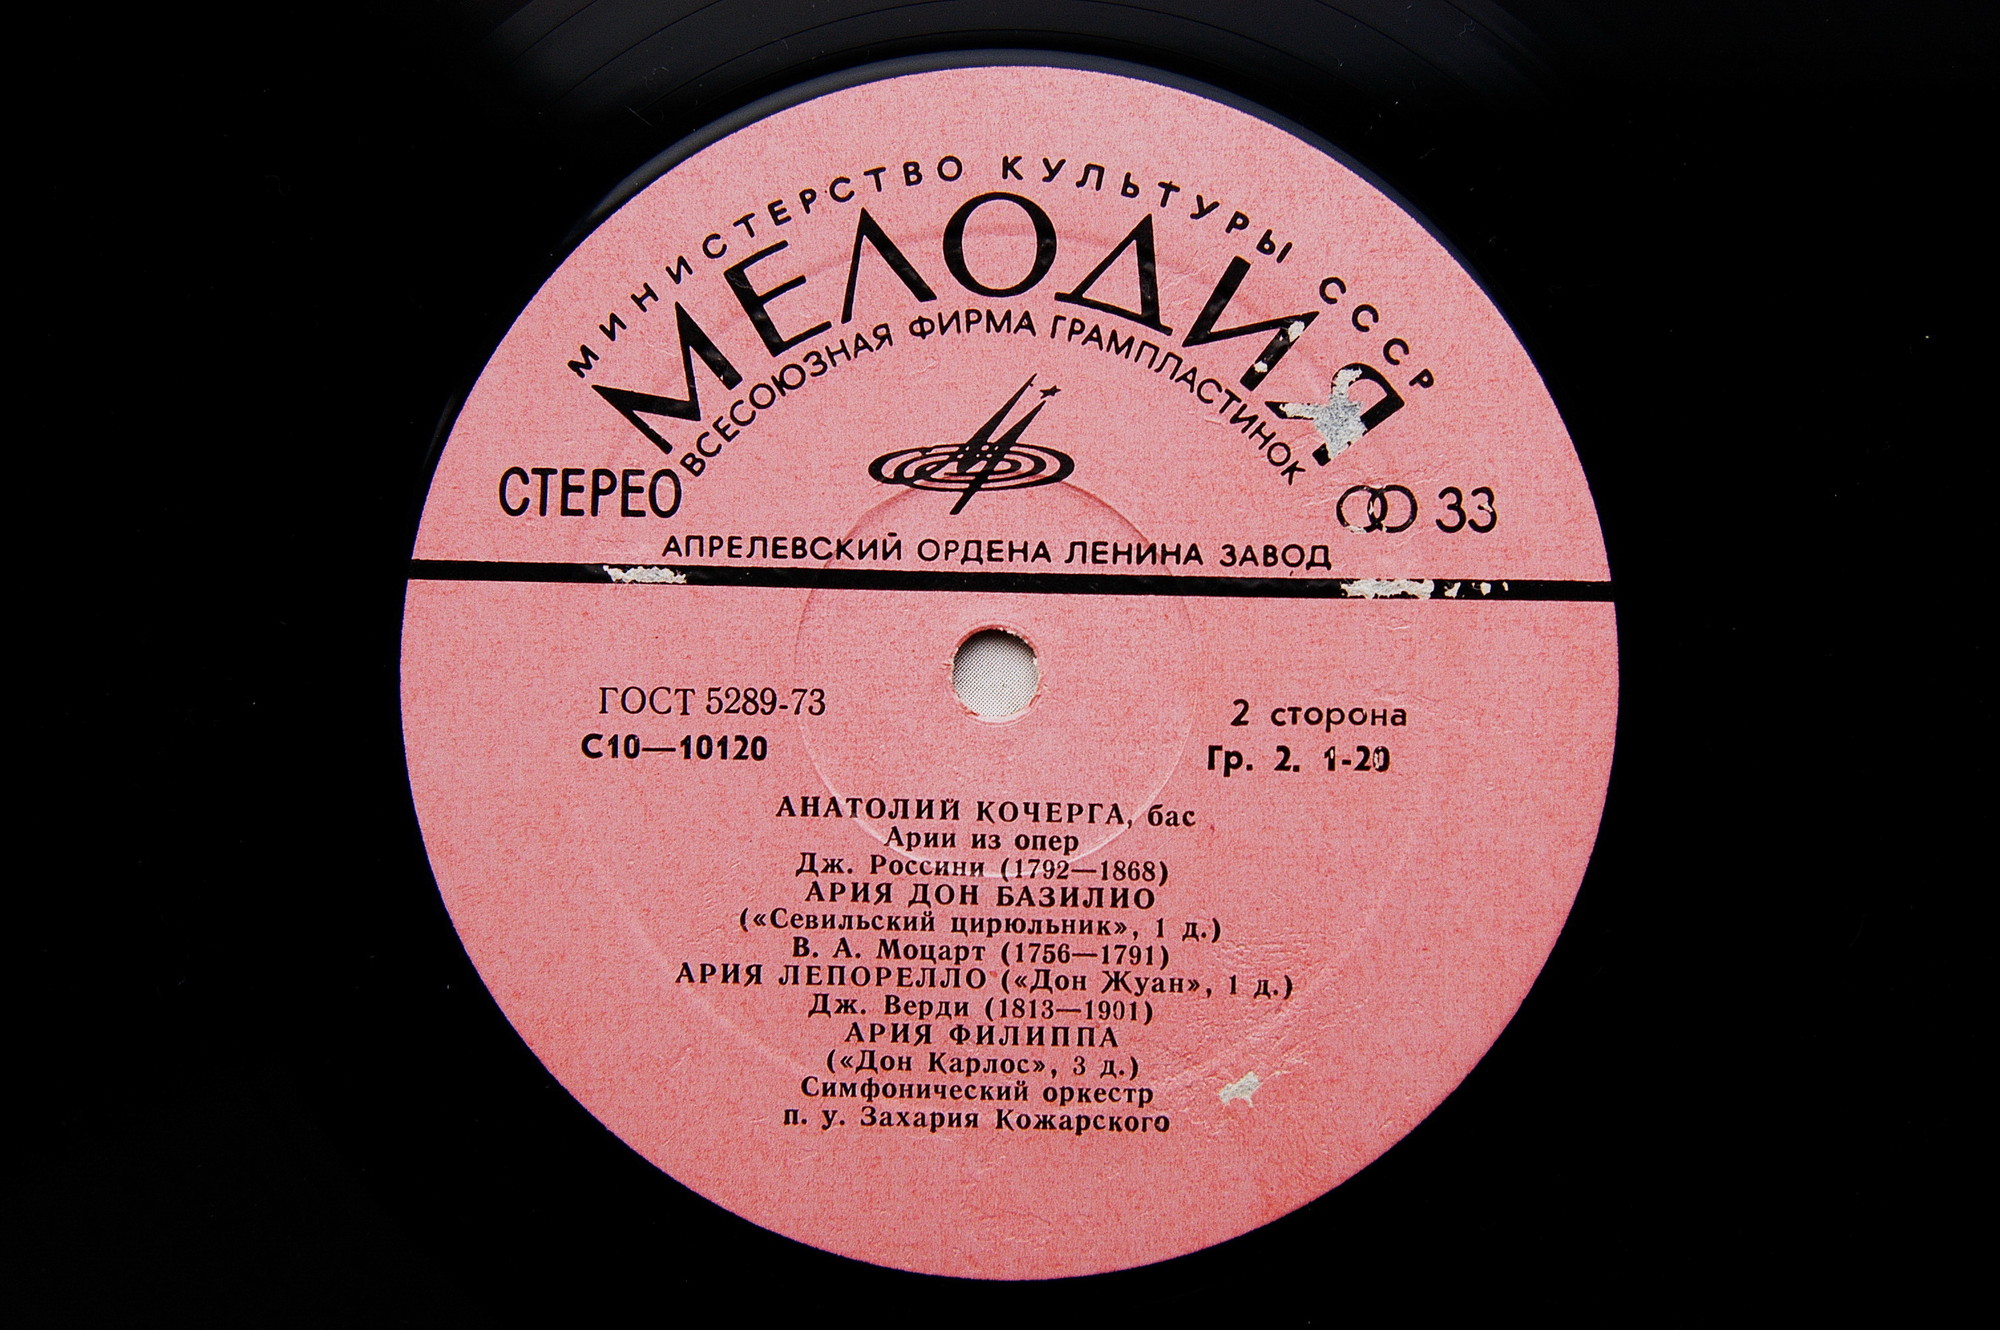 МИНИСТЕРСТВО КУЛЬТУРЫ СССР
МЕЛОДИЯ
ВСЕСОЮЗНАЯ ФИРМА ГРАМПЛАСТИНОК
СТЕРЕО
33
АПРЕЛЕВСКИЙ ОРДЕНА ЛЕНИНА ЗАВОД
ГОСТ 5289-73
С10—10120
2 сторона
Гр. 2. 1-20
АНАТОЛИЙ КОЧЕРГА, бас
Арии из опер
Дж. Россини (1792—1868)
АРИЯ ДОН БАЗИЛИО
(«Севильский цирюльник», 1 д.)
В. А. Моцарт (1756—1791)
АРИЯ ЛЕПОРЕЛЛО («Дон Жуан», 1 д.)
Дж. Верди (1813—1901)
АРИЯ ФИЛИППА
(«Дон Карлос», 3 д.)
Симфонический оркестр
п. у. Захария Кожарского